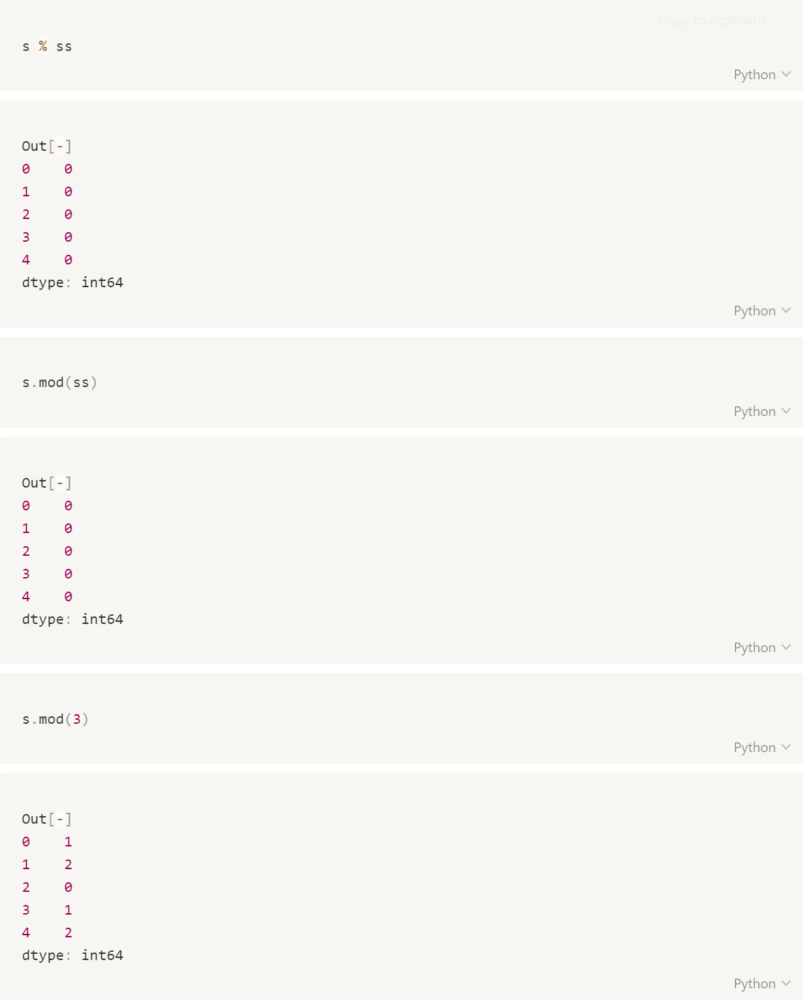 Copy to clipboard
s % ss
Python
Out[-]
0    0
1    0
2    0
3    0
4    0
dtype: int64
Python
s.mod(ss)
Python
Out[-]
0    0
1    0
2    0
3    0
4    0
dtype: int64
Python
s.mod(3)
Python
Out[-]
0    1
1    2
2    0
3    1
4    2
dtype: int64
Python